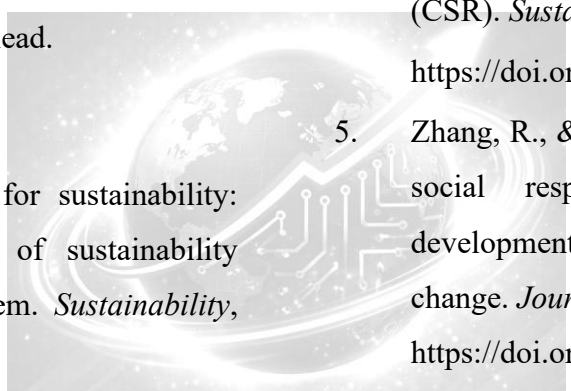 ead.
for sustainability:
of sustainability
em. Sustainability,
(CSR). Susta
https://doi.or
5. Zhang, R., &
social resp
development
change. Jour
https://doi.or